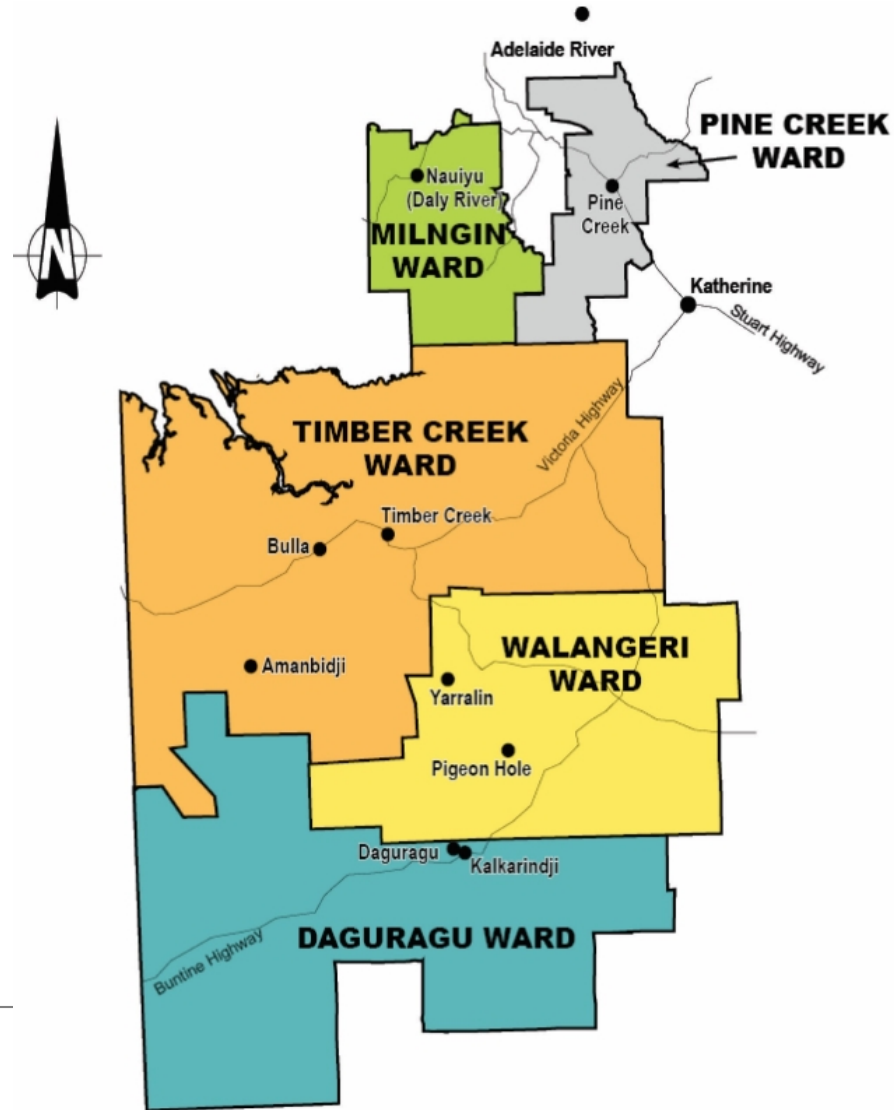 Adelaide River
PINE CREEK
WARD
Nauiyu
(Daly River)
Pine
Creek
MILNGIN
WARD
N
Katherine
Stuart Highway
Victoria Highway
TIMBER CREEK
WARD
Timber Creek
Bulla
WALANGERI
WARD
Amanbidji
Yarralin
Pigeon Hole
Daguragu
Kalkarindji
DAGURAGU WARD
Buntine Highway